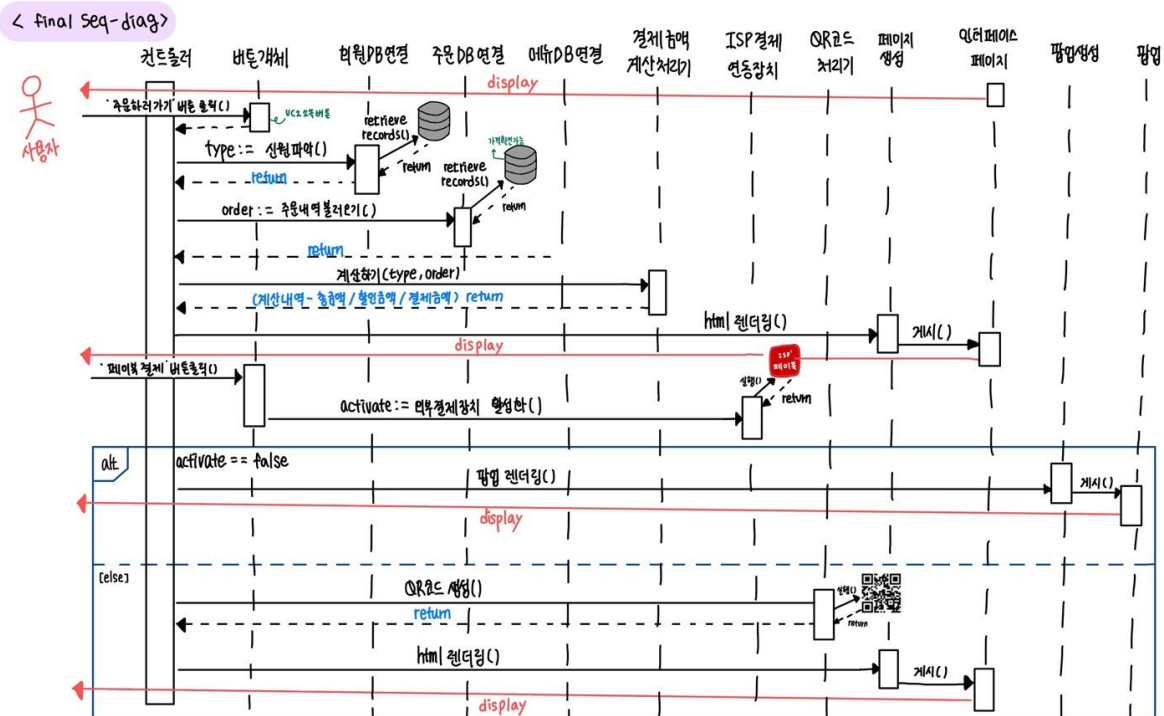 < final seq-diag>
컨트롤러
버튼객체
회원DB연결
주문DB연결
메뉴DB연결
결제금액
계산처리기
ISP결제
연동장치
QR코드
처리기
페이지
생성
인터페이스
페이지
팝업생성
팝업
사용자
display
'주문하러가기' 버튼 클릭()
retrieve
records()
return
type:= 신원파악()
return
retrieve
records()
return
order := 주문내역불러오기()
return
계산하기(type, order)
(계산내역- 총금액 / 할인금액 / 결제금액) return
html 렌더링()
게시()
display
ISP'
페이북
'페이북 결제' 버튼클릭()
실행()
return
activate:= 외부결제장치 활성화()
alt
activate == false
팝업 렌더링()
게시()
display
[else]
QR코드 생성()
실행()
return
return
html 렌더링()
게시()
display